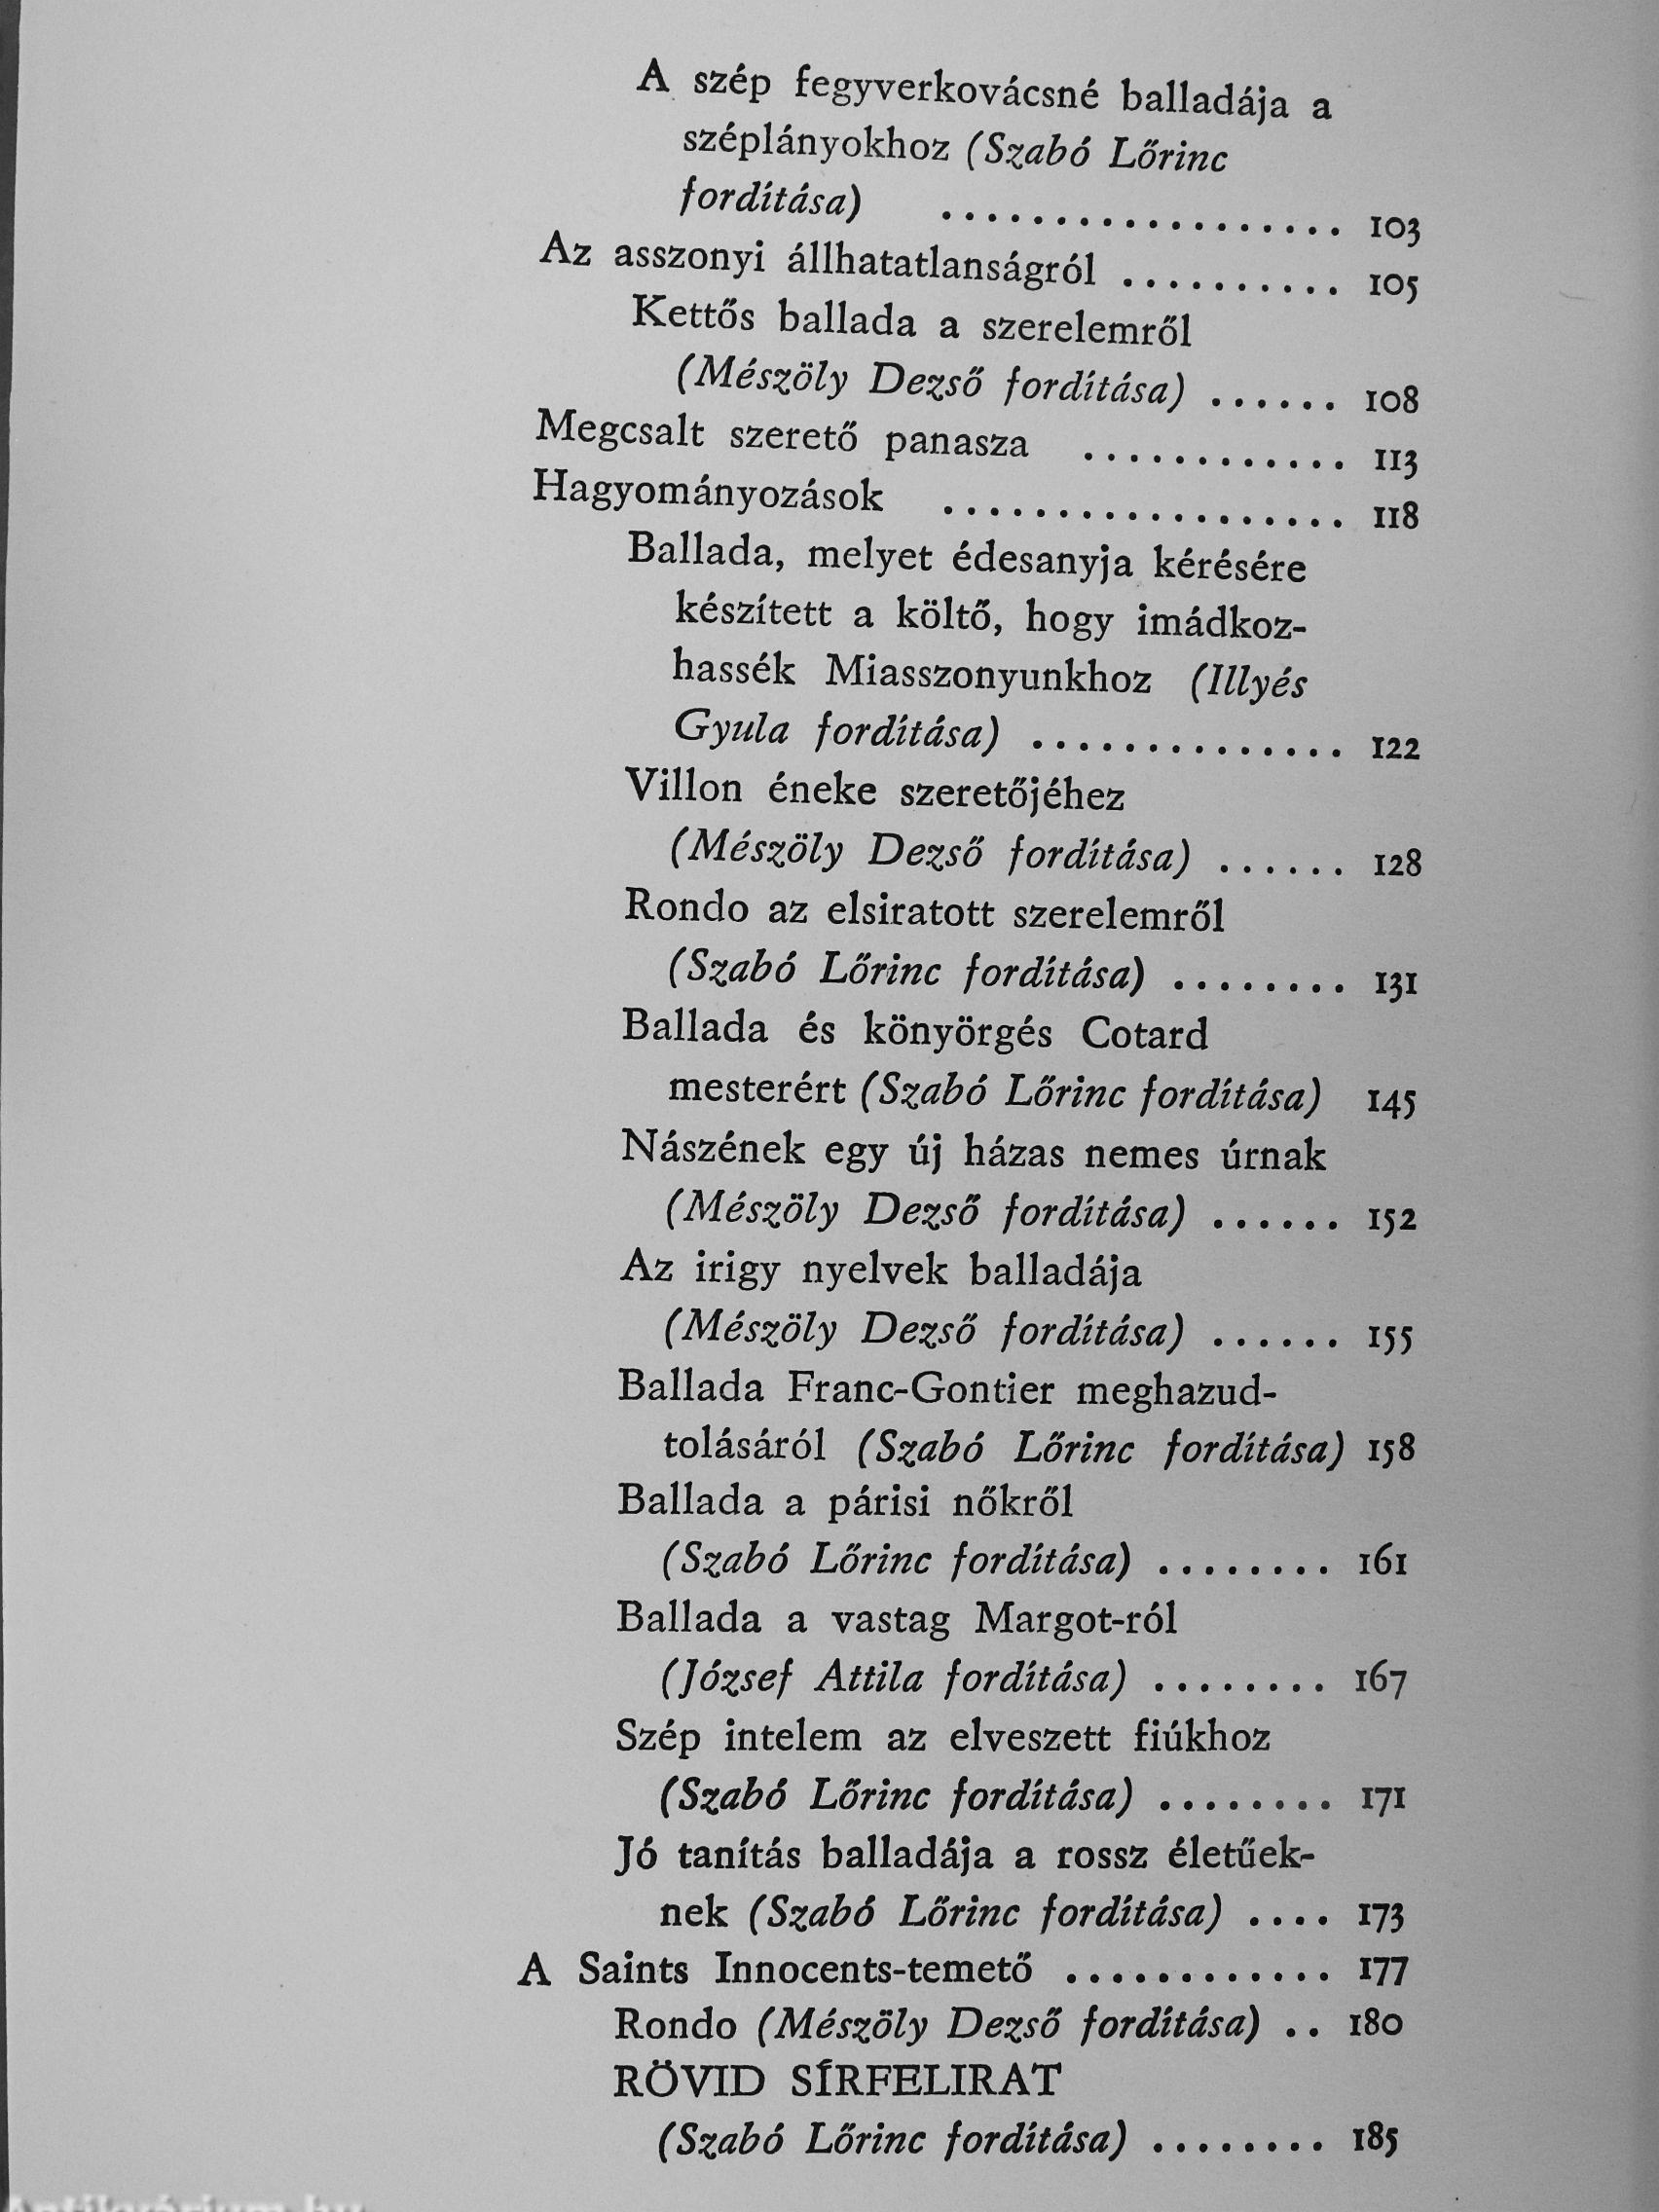 A szép fegyverkovácsné balladája a
széplányokhoz (Szabó Lőrinc
fordítása) .................. 103
Az asszonyi állhatatlanságról .......... 105
Kettős ballada a szerelemről
(Mészöly Dezső fordítása) ...... 108
Megcsalt szerető panasza ............ 113
Hagyományozások .................. 118
Ballada, melyet édesanyja kérésére
készített a költő, hogy imádkoz-
hassék Miasszonyunkhoz (Illyés
Gyula fordítása) .............. 122
Villon éneke szeretőjéhez
(Mészöly Dezső fordítása) ...... 128
Rondo az elsiratott szerelemről
(Szabó Lőrinc fordítása) ........ 131
Ballada és könyörgés Cotard
mesterért (Szabó Lőrinc fordítása) 145
Nászének egy új házas nemes úrnak
(Mészöly Dezső fordítása) ...... 152
Az irigy nyelvek balladája
(Mészöly Dezső fordítása) ...... 155
Ballada Franc-Gontier meghazud-
tolásáról (Szabó Lőrinc fordítása) 158
Ballada a párisi nőkről
(Szabó Lőrinc fordítása) ........ 161
Ballada a vastag Margot-ról
(József Attila fordítása) ........ 167
Szép intelem az elveszett fiúkhoz
(Szabó Lőrinc fordítása) ........ 171
Jó tanítás balladája a rossz életűek-
nek (Szabó Lőrinc fordítása) .... 173
A Saints Innocents-temető ............ 177
Rondo (Mészöly Dezső fordítása) .. 180
RÖVID SÍRFELIRAT
(Szabó Lőrinc fordítása) ........ 185